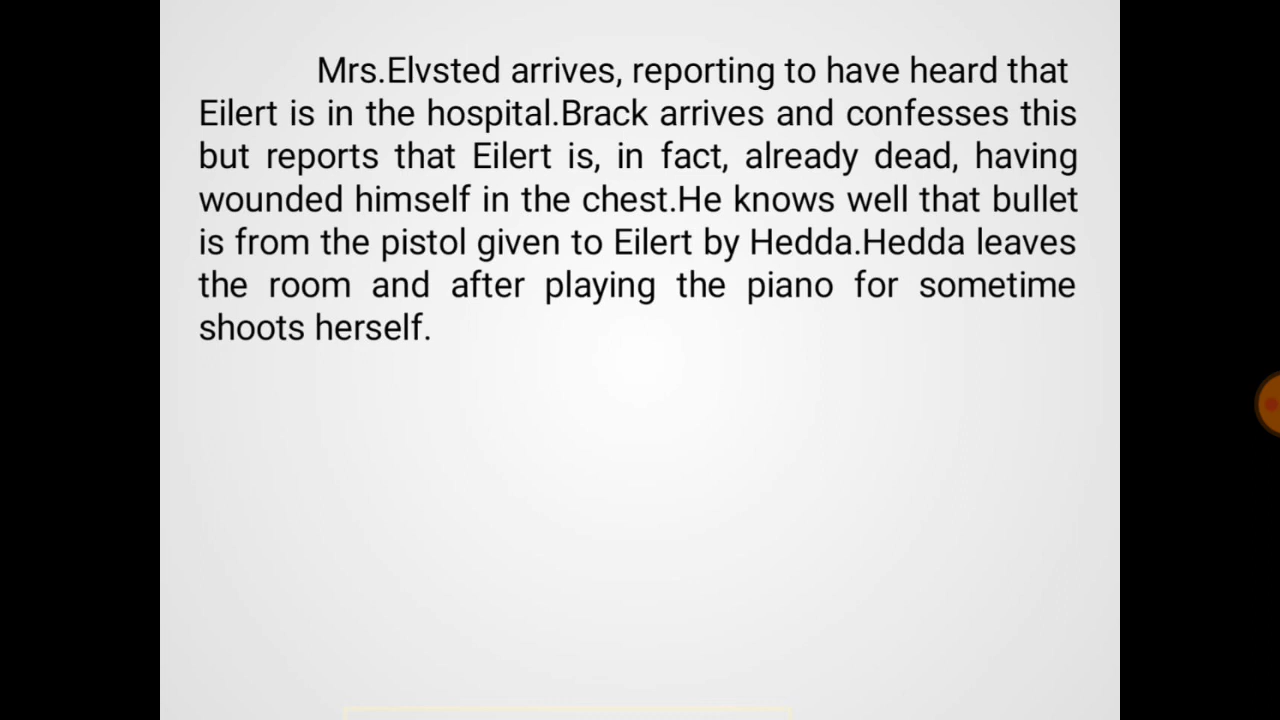 Mrs.Elvsted arrives, reporting to have heard that
Eilert is in the hospital.Brack arrives and confesses this
but reports that Eilert is, in fact, already dead, having
wounded himself in the chest.He knows well that bullet
is from the pistol given to Eilert by Hedda.Hedda leaves
the room and after playing the piano for sometime
shoots herself.